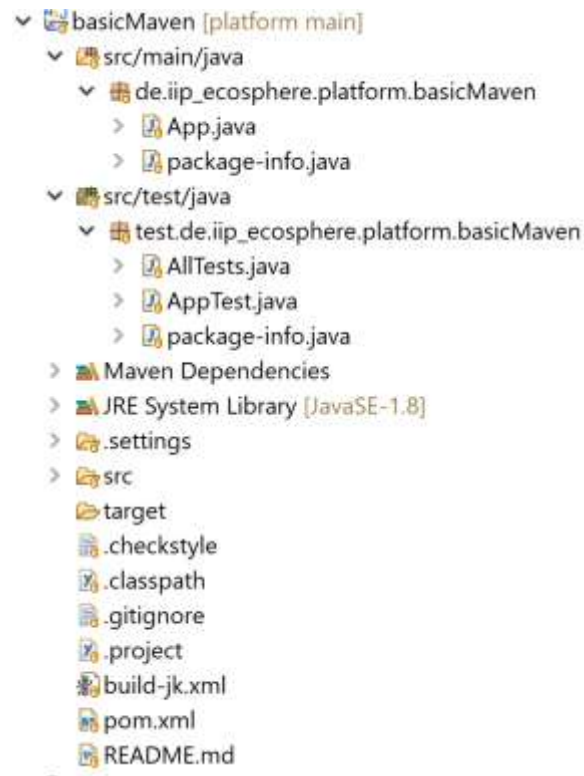 basicMaven [platform main]
src/main/java
de.iip_ecosphere.platform.basicMaven
App.java
package-info.java
src/test/java
test.de.iip_ecosphere.platform.basicMaven
AllTests.java
AppTest.java
package-info.java
Maven Dependencies
JRE System Library [JavaSE-1.8]
.settings
src
target
.checkstyle
.classpath
.gitignore
.project
build-jk.xml
pom.xml
README.md